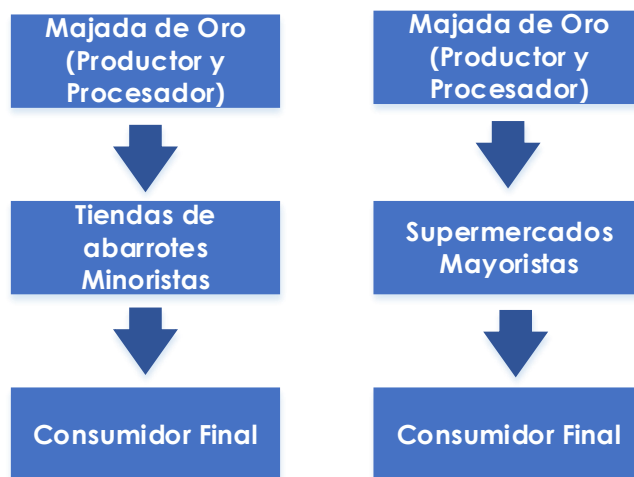 Majada de Oro
(Productor y
Procesador)
Tiendas de
abarrotes
Minoristas
Consumidor Final
Majada de Oro
(Productor y
Procesador)
Supermercados
Mayoristas
Consumidor Final